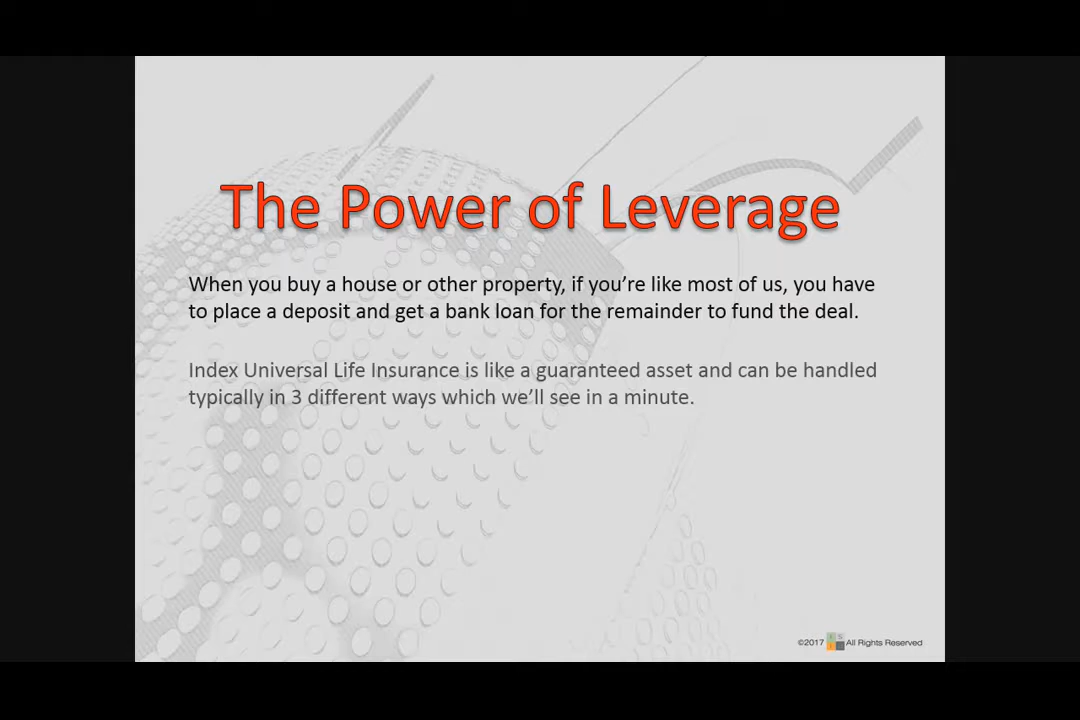 The Power of Leverage
When you buy a house or other property, if you’re like most of us, you have
to place a deposit and get a bank loan for the remainder to fund the deal.
Index Universal Life Insurance is like a guaranteed asset and can be handled
typically in 3 different ways which we’ll see in a minute.
©2017 All Rights Reserved